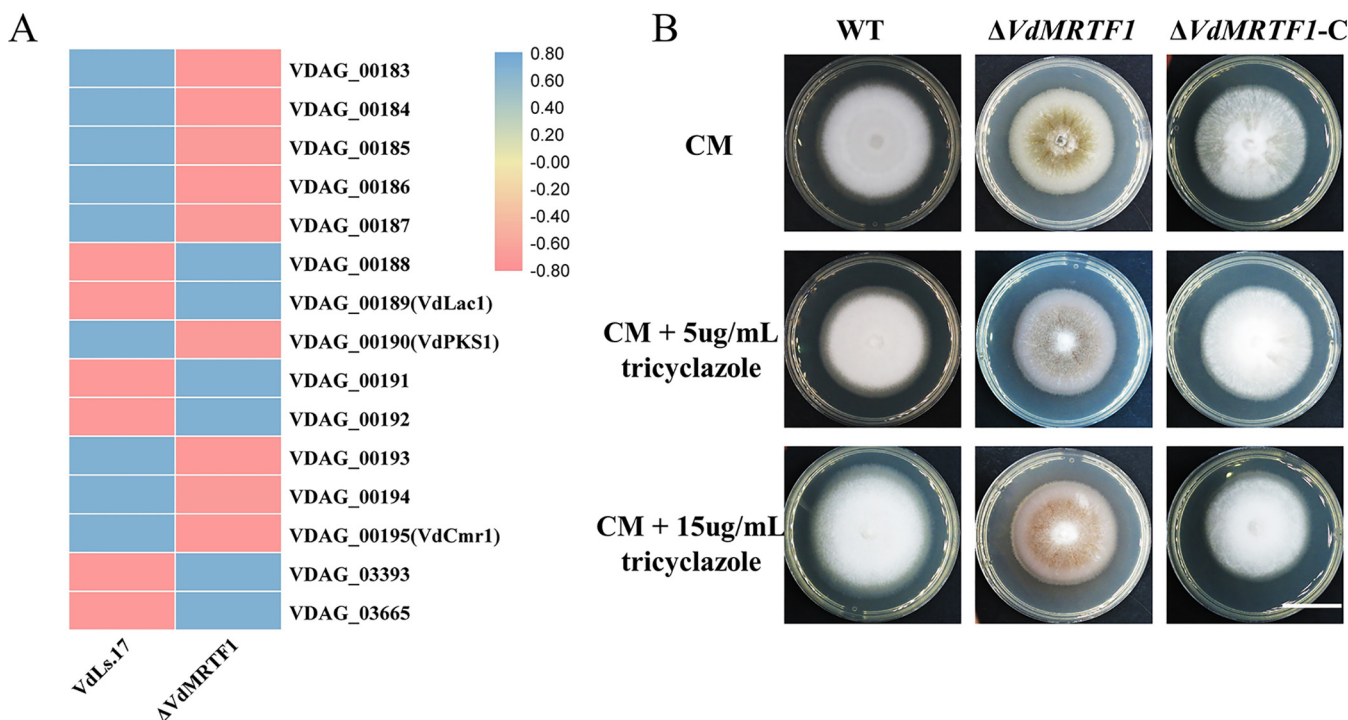 A
0.80
0.60
0.40
0.20
-0.00
-0.20
-0.40
-0.60
-0.80
VDAG_00183
VDAG_00184
VDAG_00185
VDAG_00186
VDAG_00187
VDAG_00188
VDAG_00189(VdLac1)
VDAG_00190(VdPKS1)
VDAG_00191
VDAG_00192
VDAG_00193
VDAG_00194
VDAG_00195(VdCmr1)
VDAG_03393
VDAG_03665
VdLs.17
ΔVdMRTF1
B
WT
ΔVdMRTF1
ΔVdMRTF1-C
CM
CM + 5ug/mL
tricyclazole
CM + 15ug/mL
tricyclazole